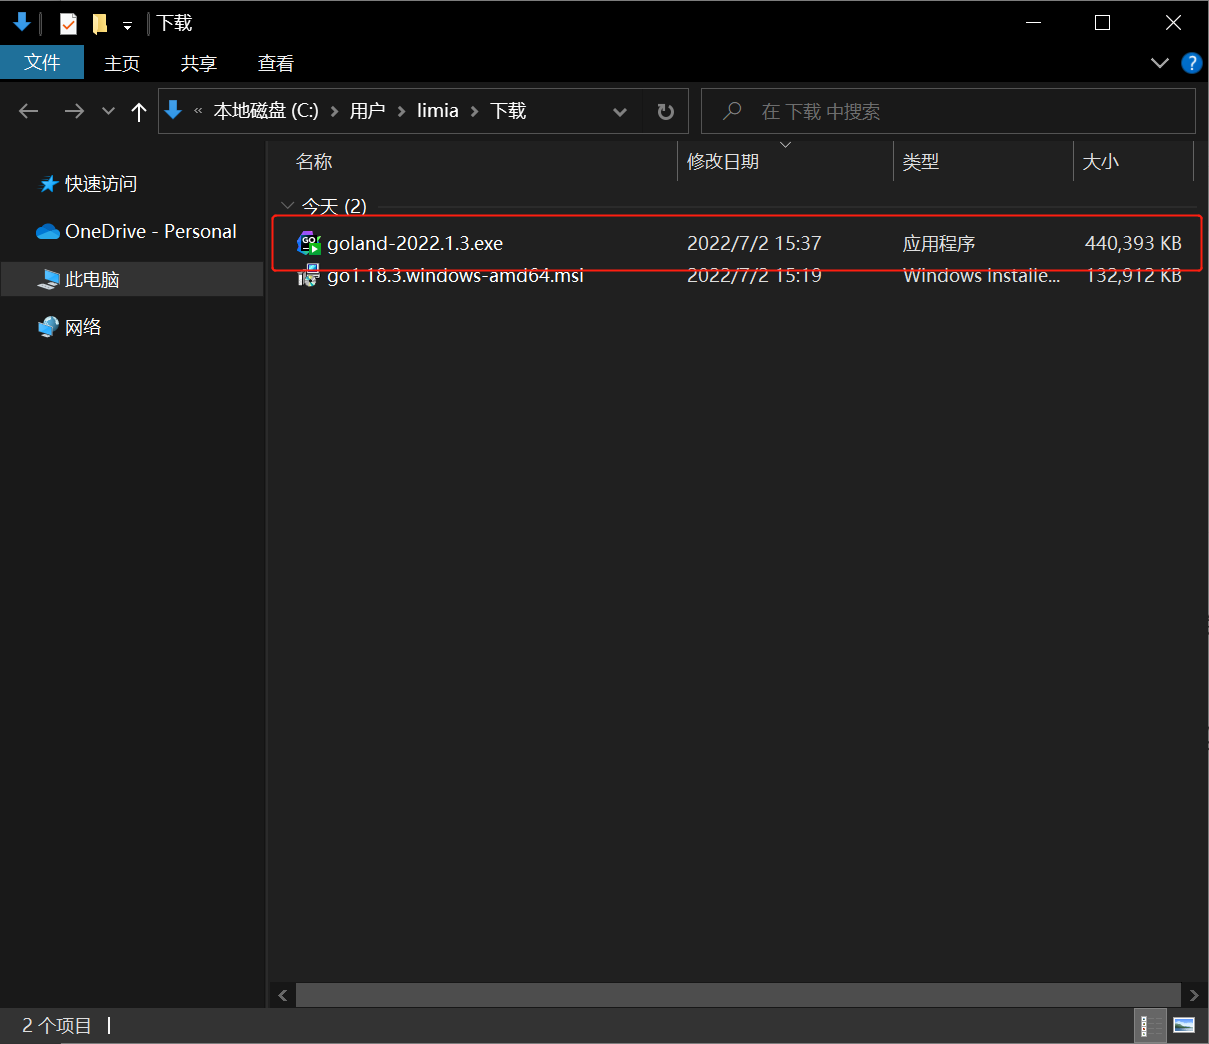 下载
文件 主页 共享 查看
« 本地磁盘 (C:) 用户 limia 下载 在 下载 中搜索
名称 修改日期 类型 大小
快速访问
OneDrive - Personal
此电脑
网络
今天 (2)
goland-2022.1.3.exe 2022/7/2 15:37 应用程序 440,393 KB
go1.18.3.windows-amd64.msi 2022/7/2 15:19 Windows Installe... 132,912 KB
2 个项目